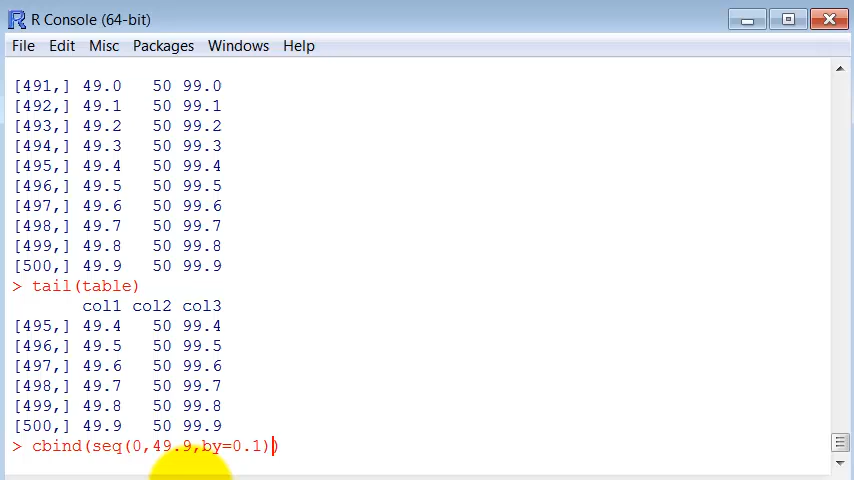 R Console (64-bit)
File Edit Misc Packages Windows Help
[491,] 49.0 50 99.0
[492,] 49.1 50 99.1
[493,] 49.2 50 99.2
[494,] 49.3 50 99.3
[495,] 49.4 50 99.4
[496,] 49.5 50 99.5
[497,] 49.6 50 99.6
[498,] 49.7 50 99.7
[499,] 49.8 50 99.8
[500,] 49.9 50 99.9
> tail(table)
col1 col2 col3
[495,] 49.4 50 99.4
[496,] 49.5 50 99.5
[497,] 49.6 50 99.6
[498,] 49.7 50 99.7
[499,] 49.8 50 99.8
[500,] 49.9 50 99.9
> cbind(seq(0,49.9,by=0.1))